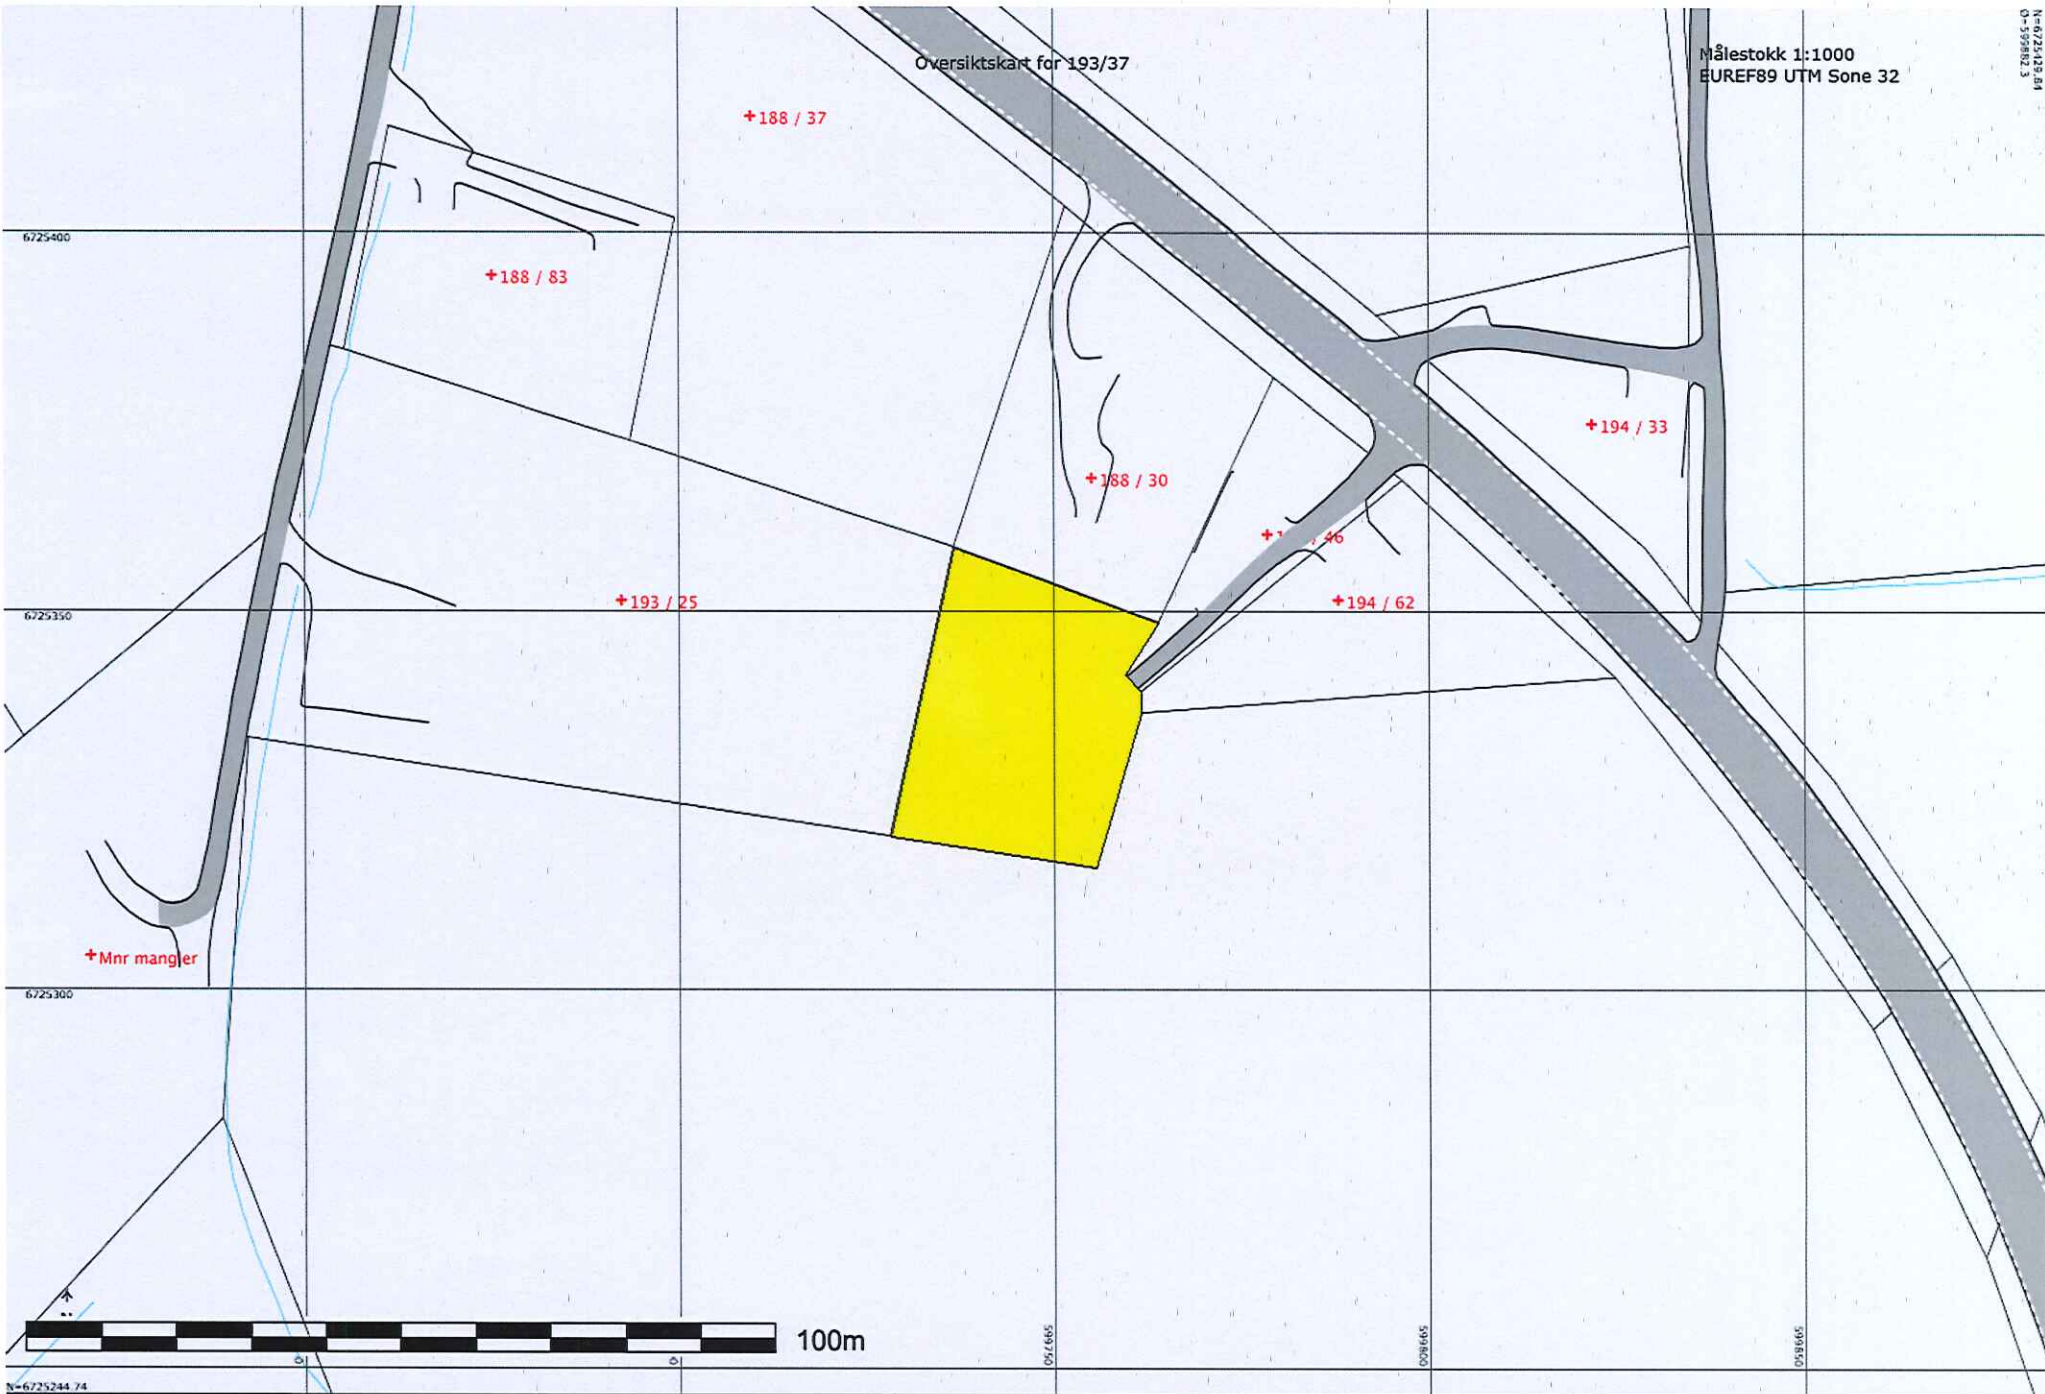 Oversiktskart for 193/37
Målestokk 1:1000
EUREF89 UTM Sone 32
N=6725429.84
Ø=599882.3
188 / 37
6725400
188 / 83
194 / 33
188 / 30
/ 46
193 / 25
194 / 62
6725350
Mnr mangler
6725300
N
100m
0
0
599750
599800
599850
N=6725244.74